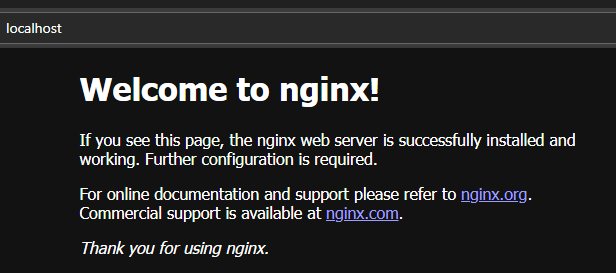 localhost
Welcome to nginx!
If you see this page, the nginx web server is successfully installed and
working. Further configuration is required.
For online documentation and support please refer to nginx.org.
Commercial support is available at nginx.com.
Thank you for using nginx.